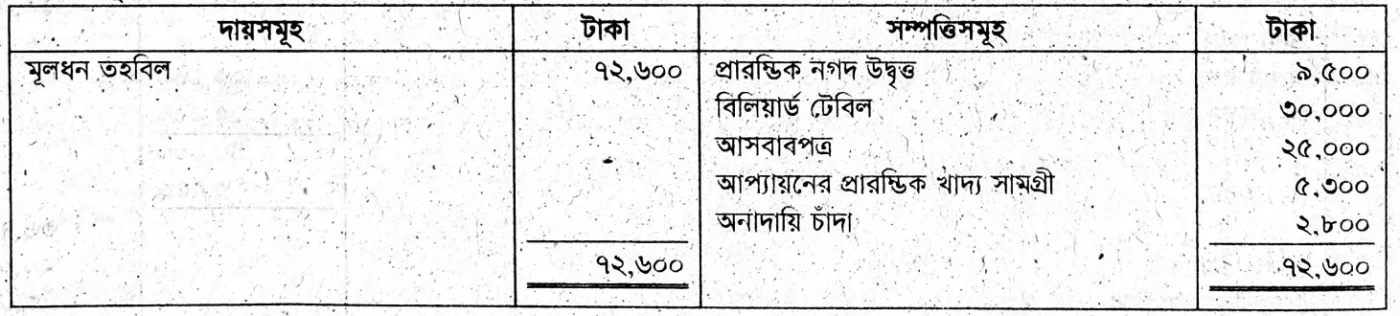 দায়সমূহ টাকা সম্পত্তিসমূহ টাকা
মূলধন তহবিল ৭২,৬০০ প্রারম্ভিক নগদ উদ্বৃত্ত ৯,৫০০
বিলিয়ার্ড টেবিল ৩০,০০০
আসবাবপত্র ২৫,০০০
আপ্যায়নের প্রারম্ভিক খাদ্য সামগ্রী ৫,৩০০
অনাদায়ি চাঁদা ২,৮০০
৭২,৬০০ ৭২,৬০০